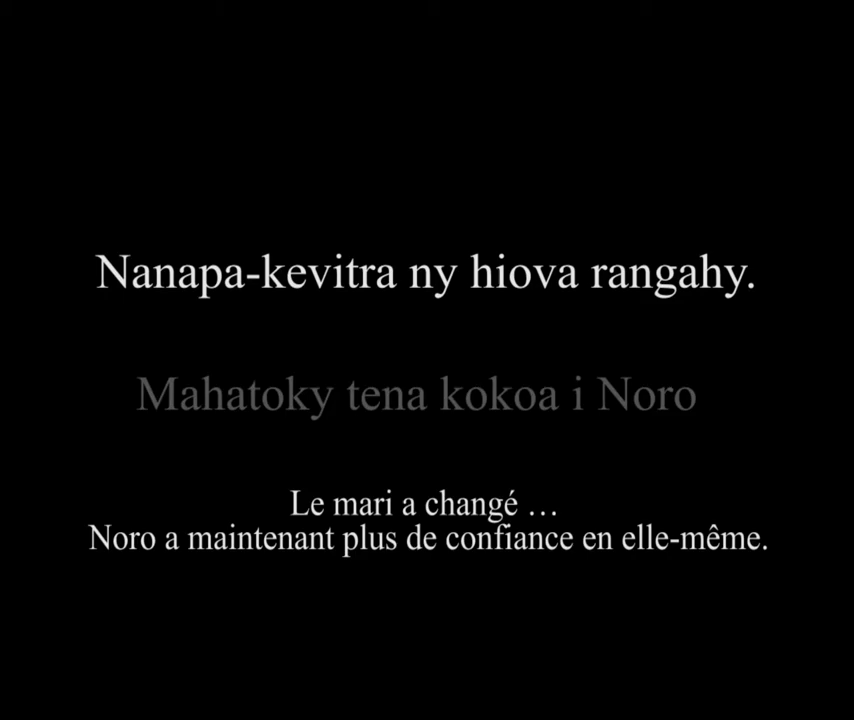 Nanapa-kevitra ny hiova rangahy.
Mahatoky tena kokoa i Noro
Le mari a changé …
Noro a maintenant plus de confiance en elle-même.